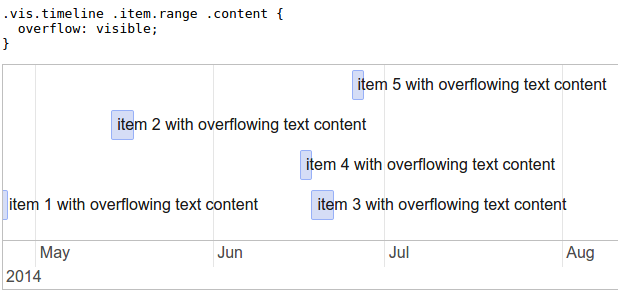 .vis.timeline .item.range .content {
  overflow: visible;
}
item 5 with overflowing text content
item 2 with overflowing text content
item 4 with overflowing text content
item 1 with overflowing text content item 3 with overflowing text content
May Jun Jul Aug
2014